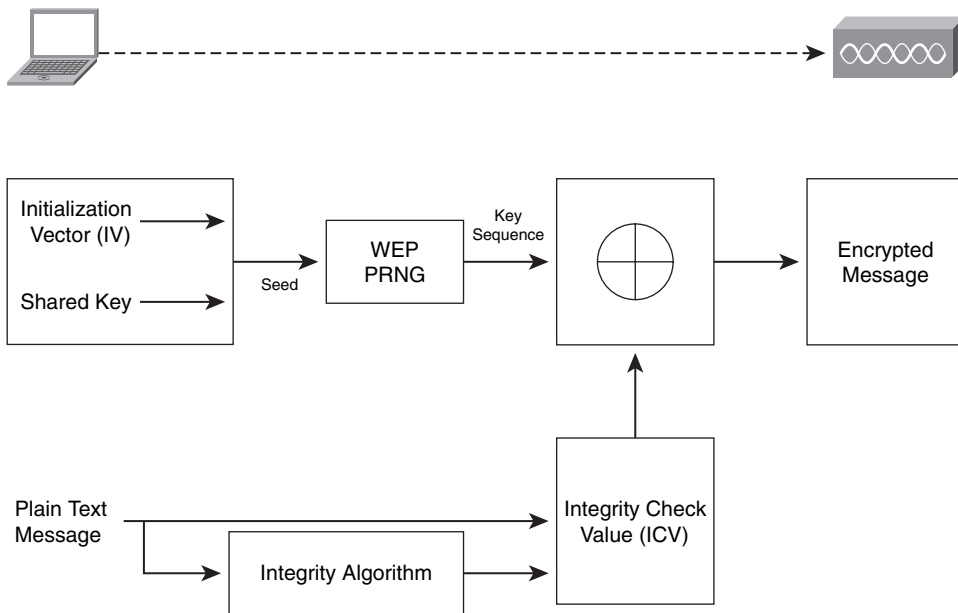 Initialization
Vector (IV)
Shared Key
Seed
WEP
PRNG
Key
Sequence
Encrypted
Message
Plain Text
Message
Integrity Algorithm
Integrity Check
Value (ICV)